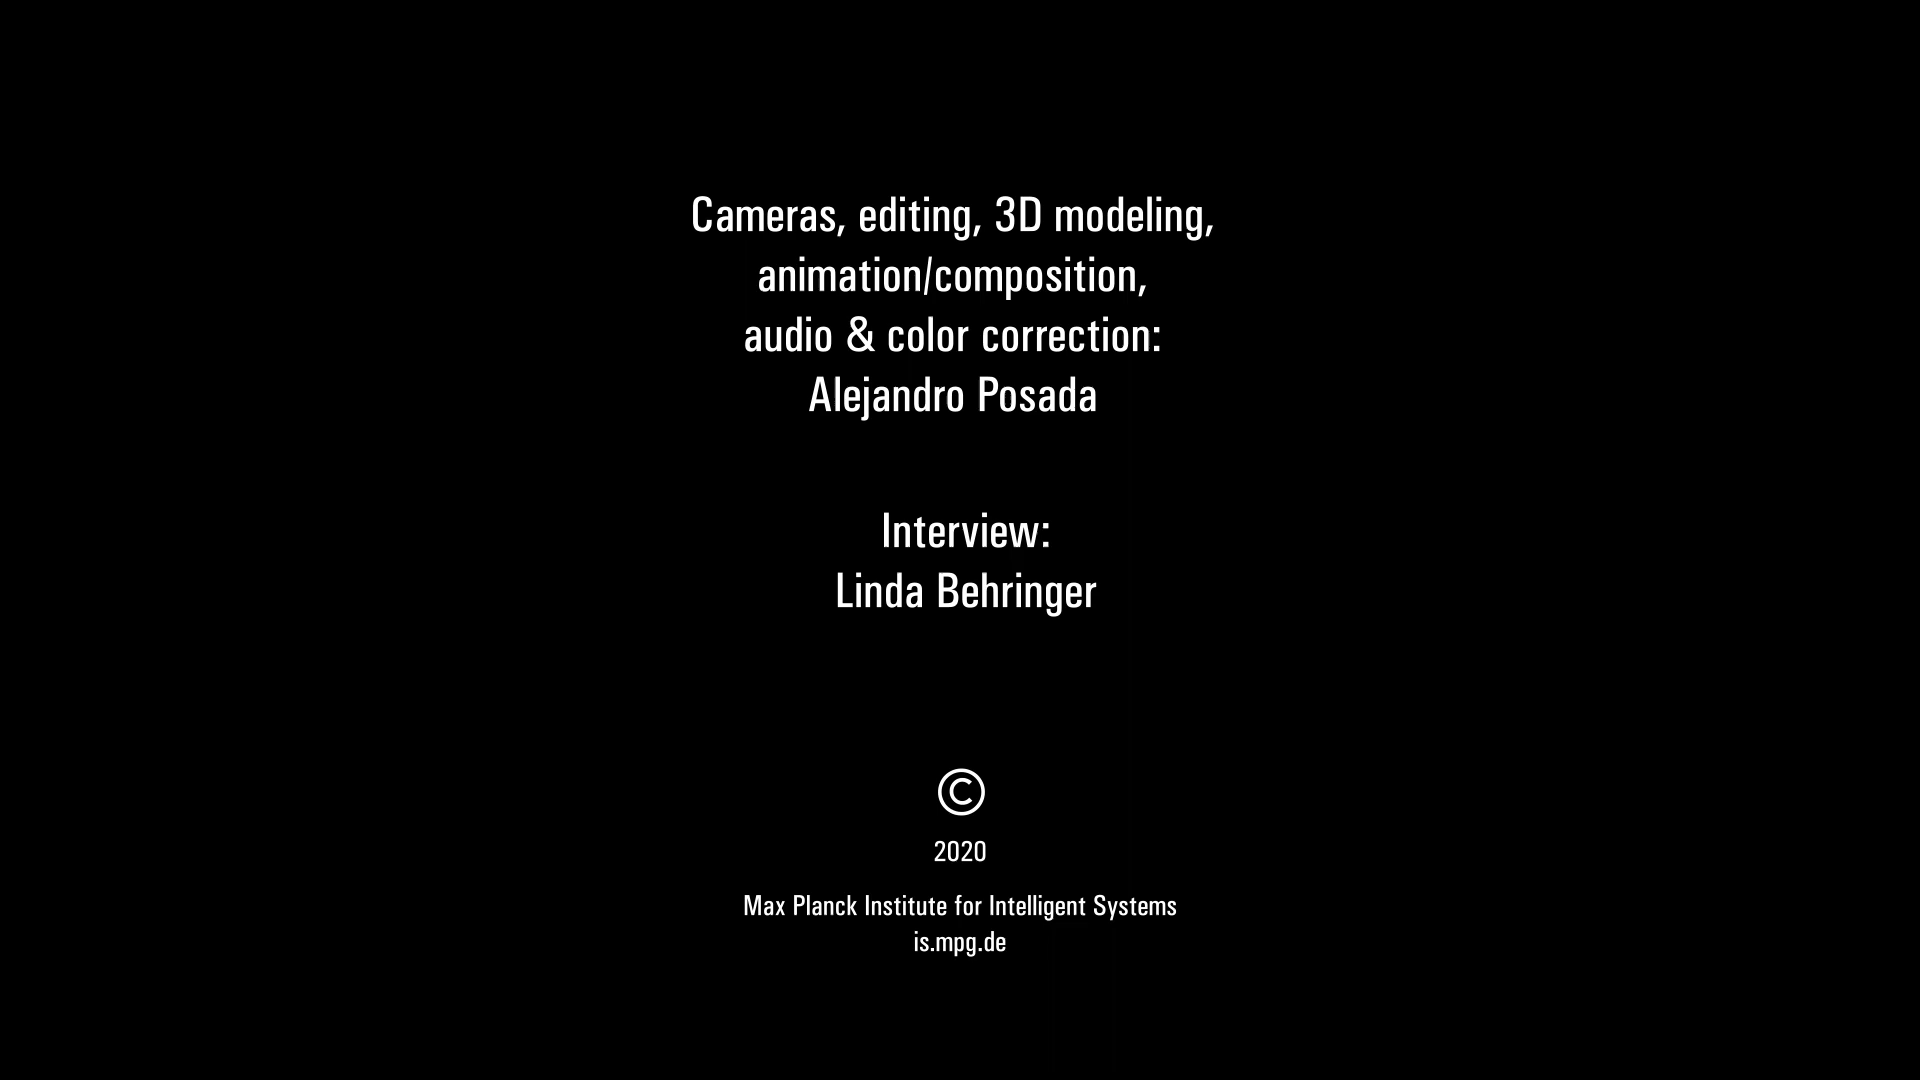 Cameras, editing, 3D modeling,
animation/composition,
audio & color correction:
Alejandro Posada
Interview:
Linda Behringer
©
2020
Max Planck Institute for Intelligent Systems
is.mpg.de